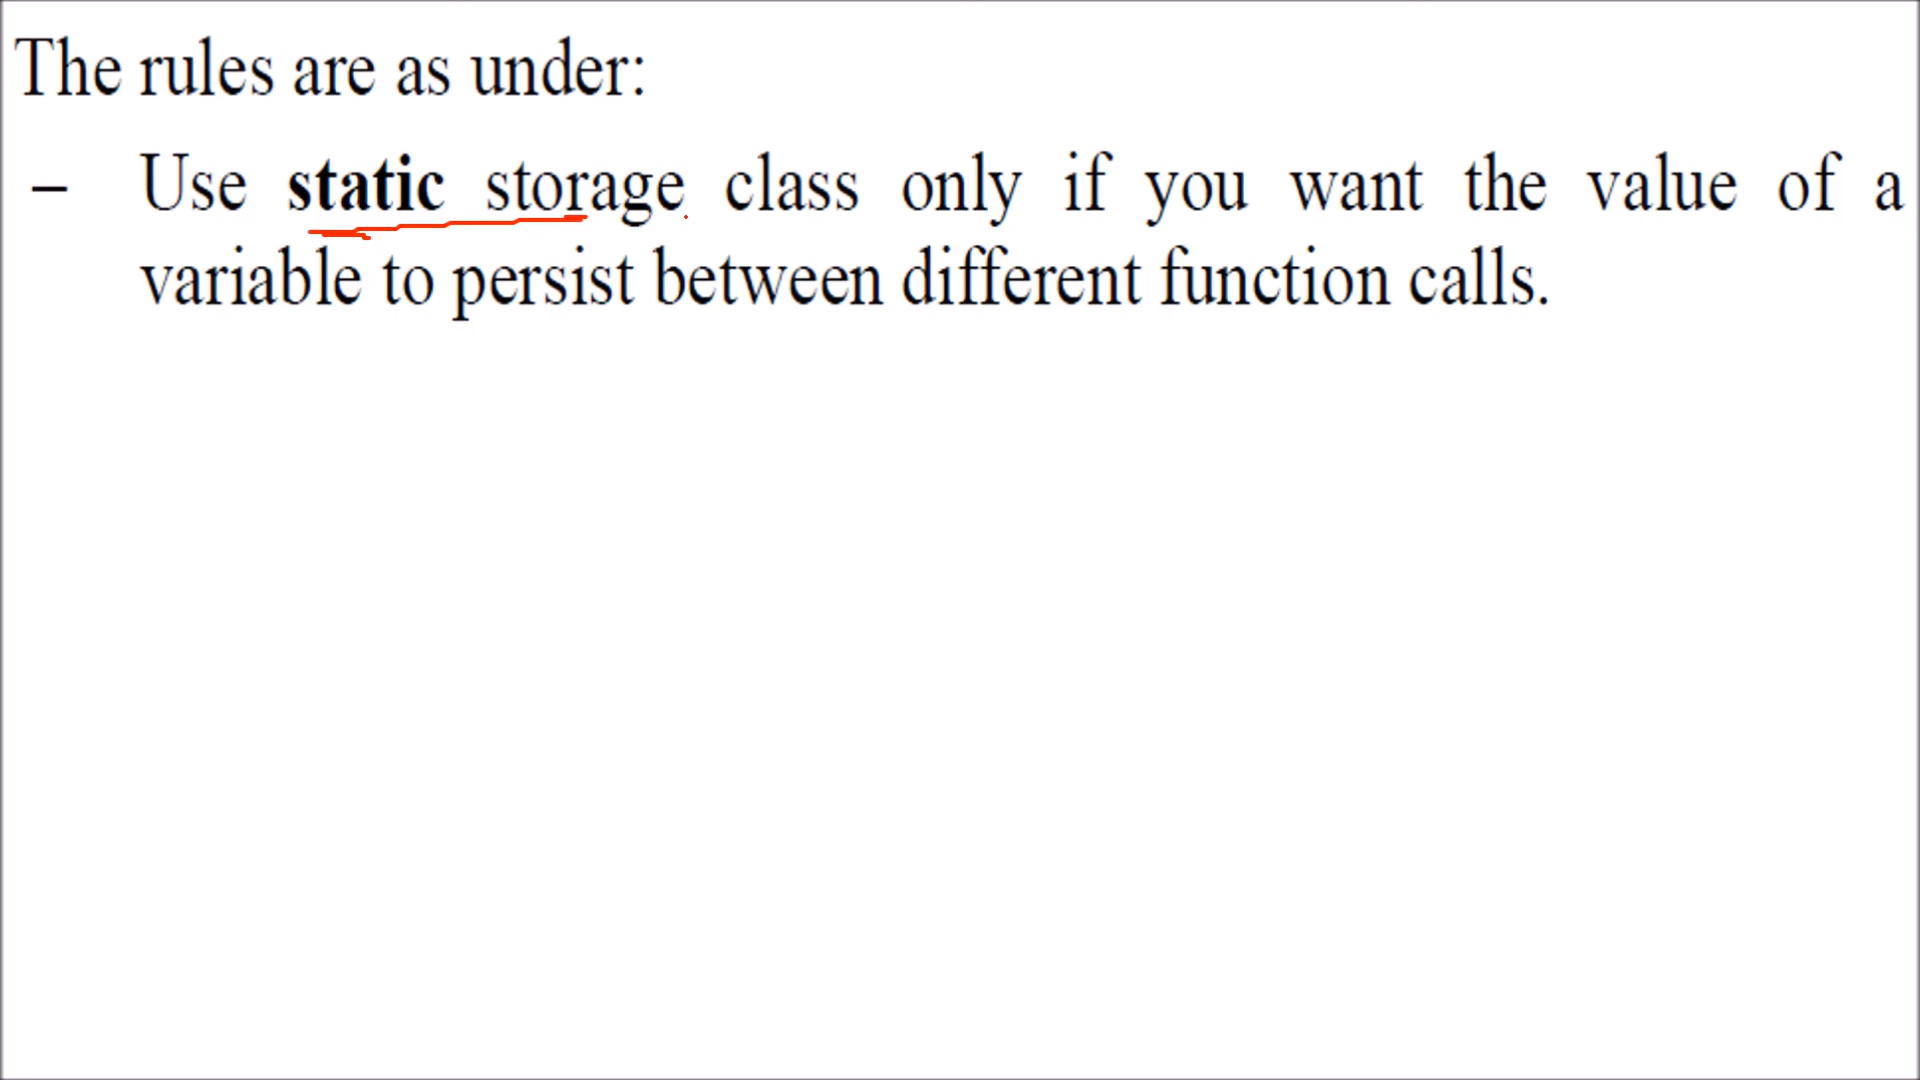 The rules are as under:
– Use static storage class only if you want the value of a
variable to persist between different function calls.